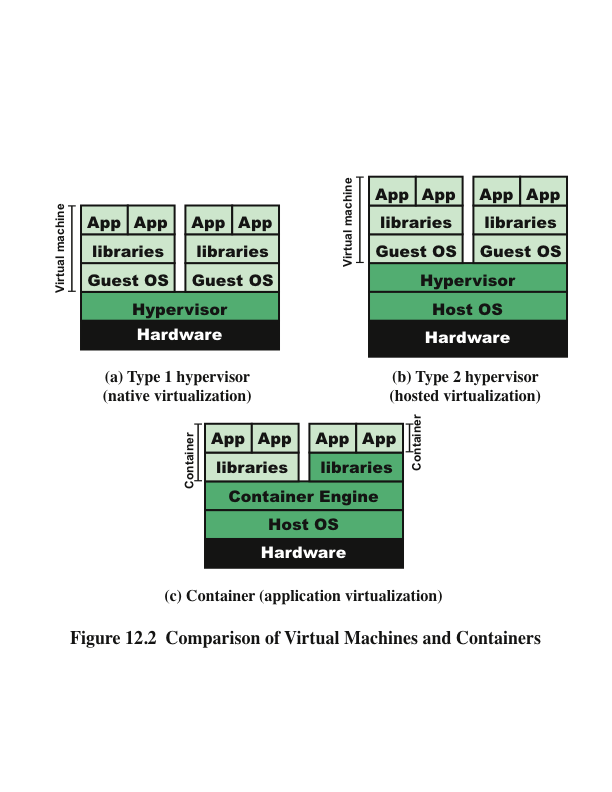 Virtual machine
App App App App
libraries libraries
Guest OS Guest OS
Hypervisor
Hardware
(a) Type 1 hypervisor
(native virtualization)
Virtual machine
App App App App
libraries libraries
Guest OS Guest OS
Hypervisor
Host OS
Hardware
(b) Type 2 hypervisor
(hosted virtualization)
Container
App App App App
Container
libraries libraries
Container Engine
Host OS
Hardware
(c) Container (application virtualization)
Figure 12.2 Comparison of Virtual Machines and Containers